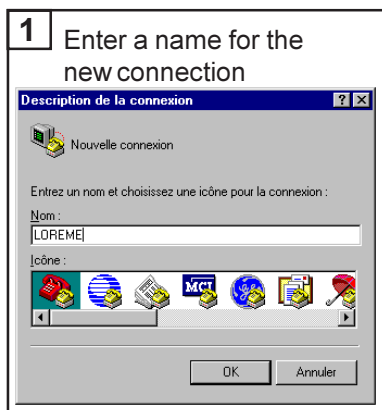 1
Enter a name for the
new connection
Description de la connexion
Nouvelle connexion
Entrez un nom et choisissez une icône pour la connexion :
Nom :
LOREME
Icône :
MCI
OK Annuler